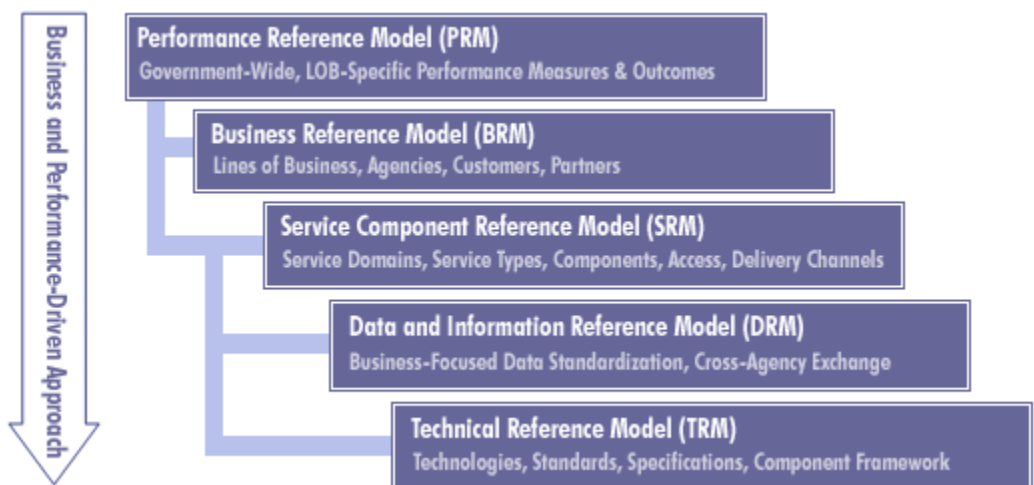 Business and Performance-Driven Approach
Performance Reference Model (PRM)
Government-Wide, LOB-Specific Performance Measures & Outcomes
Business Reference Model (BRM)
Lines of Business, Agencies, Customers, Partners
Service Component Reference Model (SRM)
Service Domains, Service Types, Components, Access, Delivery Channels
Data and Information Reference Model (DRM)
Business-Focused Data Standardization, Cross-Agency Exchange
Technical Reference Model (TRM)
Technologies, Standards, Specifications, Component Framework